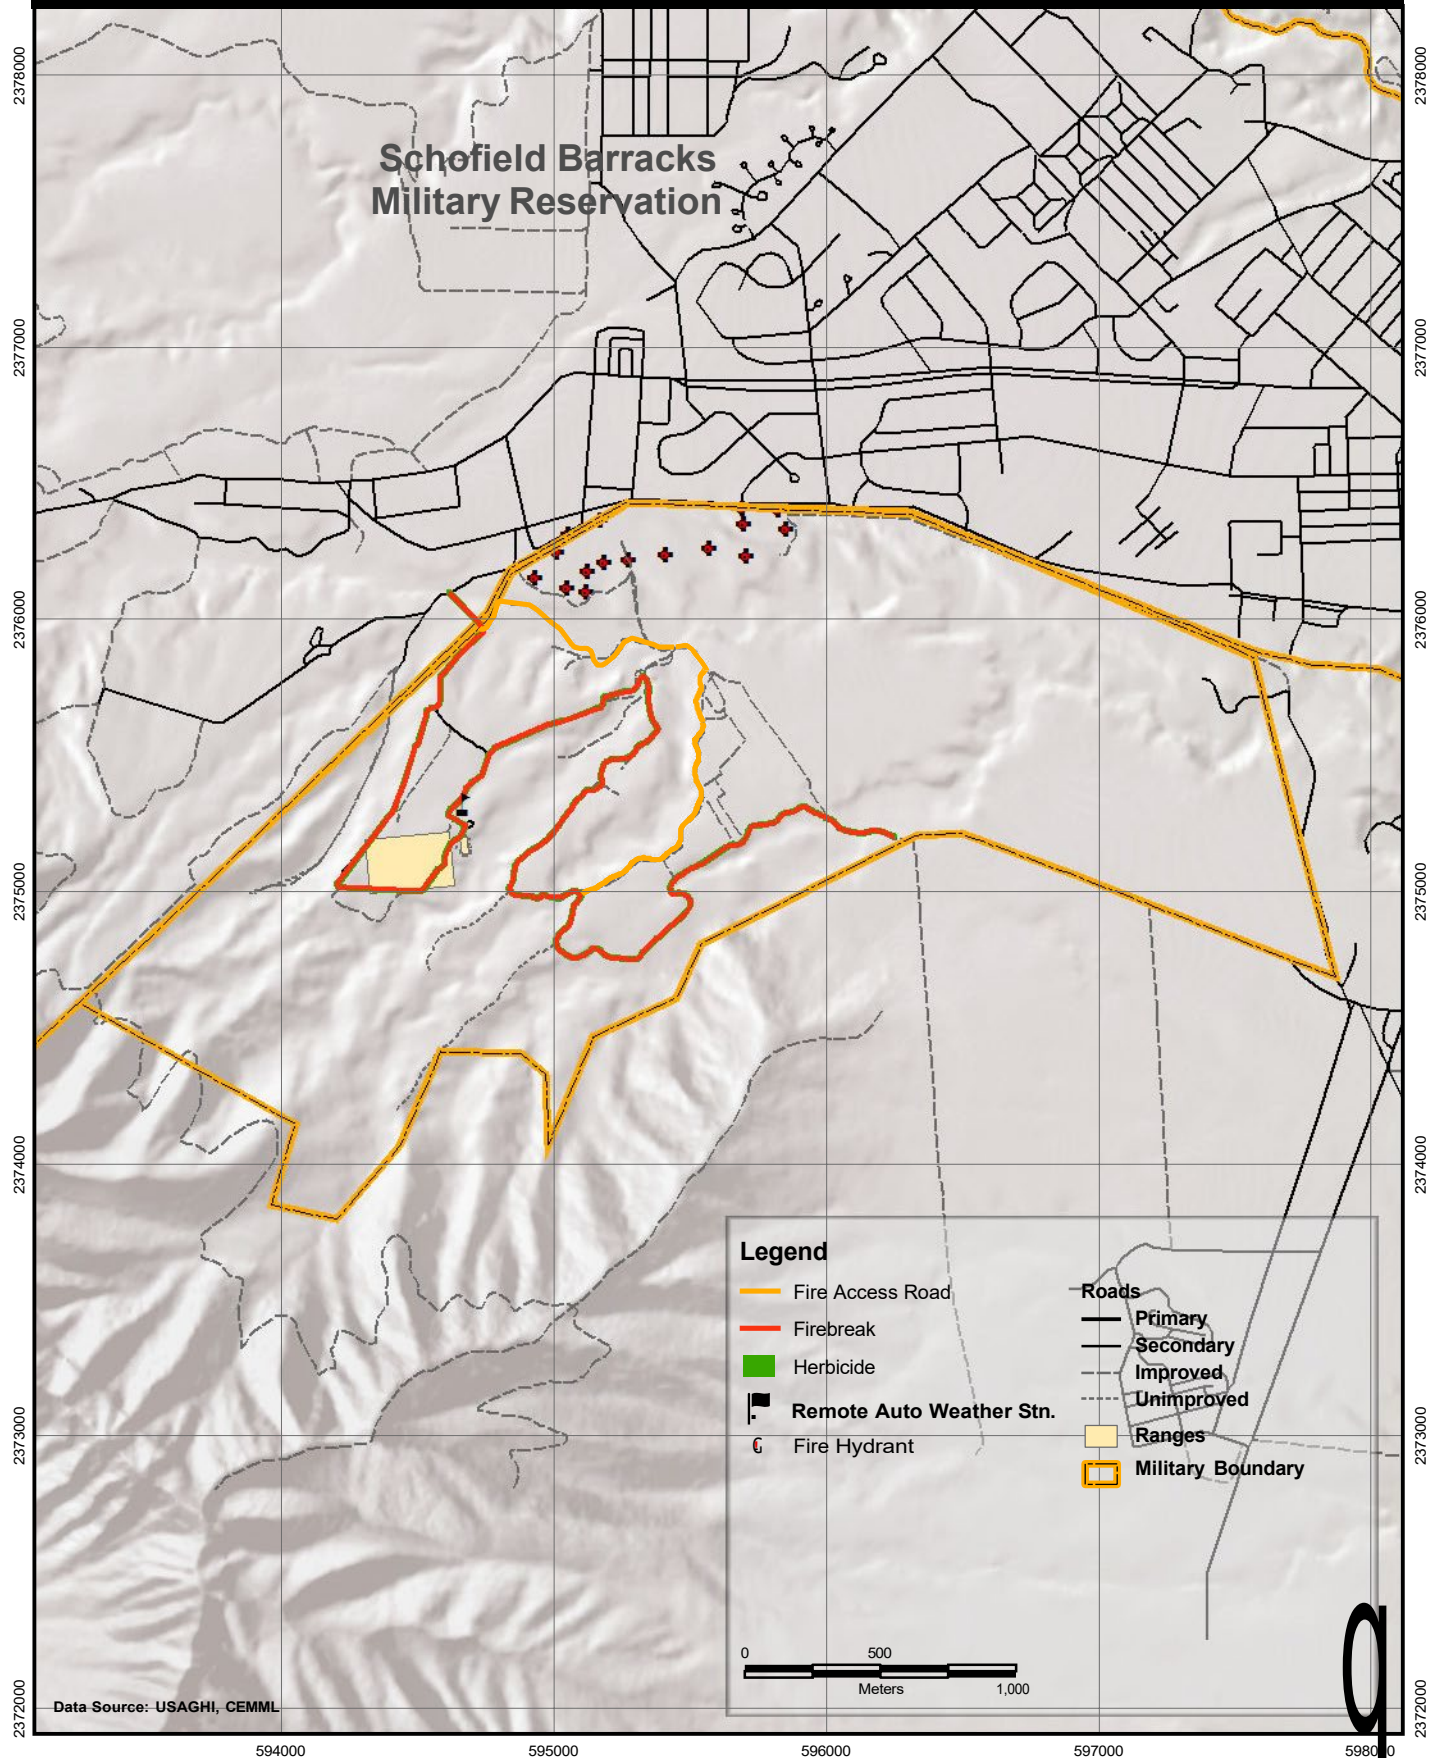 Schofield Barracks
Military Reservation
2378000
2377000
2376000
2375000
2374000
2373000
2372000
2378000
2377000
2376000
2375000
2374000
2373000
2372000
Legend
Fire Access Road
Firebreak
Herbicide
Remote Auto Weather Stn.
Fire Hydrant
Roads
Primary
Secondary
Improved
Unimproved
Ranges
Military Boundary
0 500
Meters 1,000
q
Data Source: USAGHI, CEMML
594000 595000 596000 597000 598000